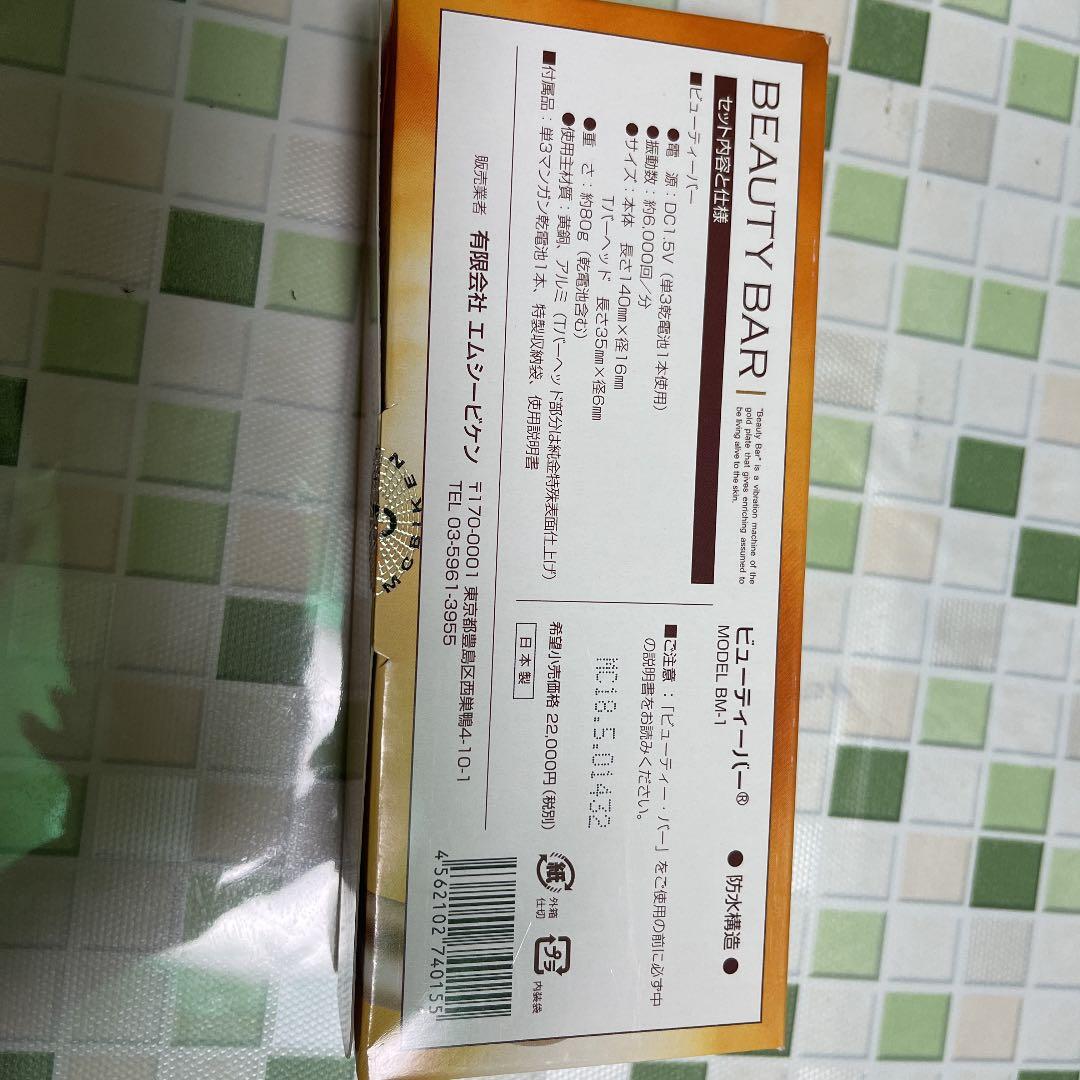 BEAUTY BAR
"Beauty Bar" is a vibration machine of the
gold plate that gives enriching assumed to
be living alive to the skin.
ビューティーバー®
MODEL BM-1
● 防水構造 ●
セット内容と仕様
■ビューティーバー
●電 源：DC1.5V（単3乾電池1本使用）
●振動数：約6,000回／分
●サイズ：本体 長さ140mm×径16mm
Tバーヘッド 長さ35mm×径6mm
●重 さ：約80g（乾電池含む）
●使用主材質：黄銅、アルミ（Tバーヘッド部分は純金特殊表面仕上げ）
■付属品：単3マンガン乾電池1本、特製収納袋、使用説明書
■ご注意：「ビューティー・バー」をご使用の前に必ず中
の説明書をお読みください。
MC18.5.01432
希望小売価格 22,000円（税別）
日本製
紙
外箱
仕切
プラ
内装袋
販売業者 有限会社 エムシービケン 〒170-0001 東京都豊島区西巣鴨4-10-1
TEL 03-5961-3955
4 562102 740155
MCBIKEN